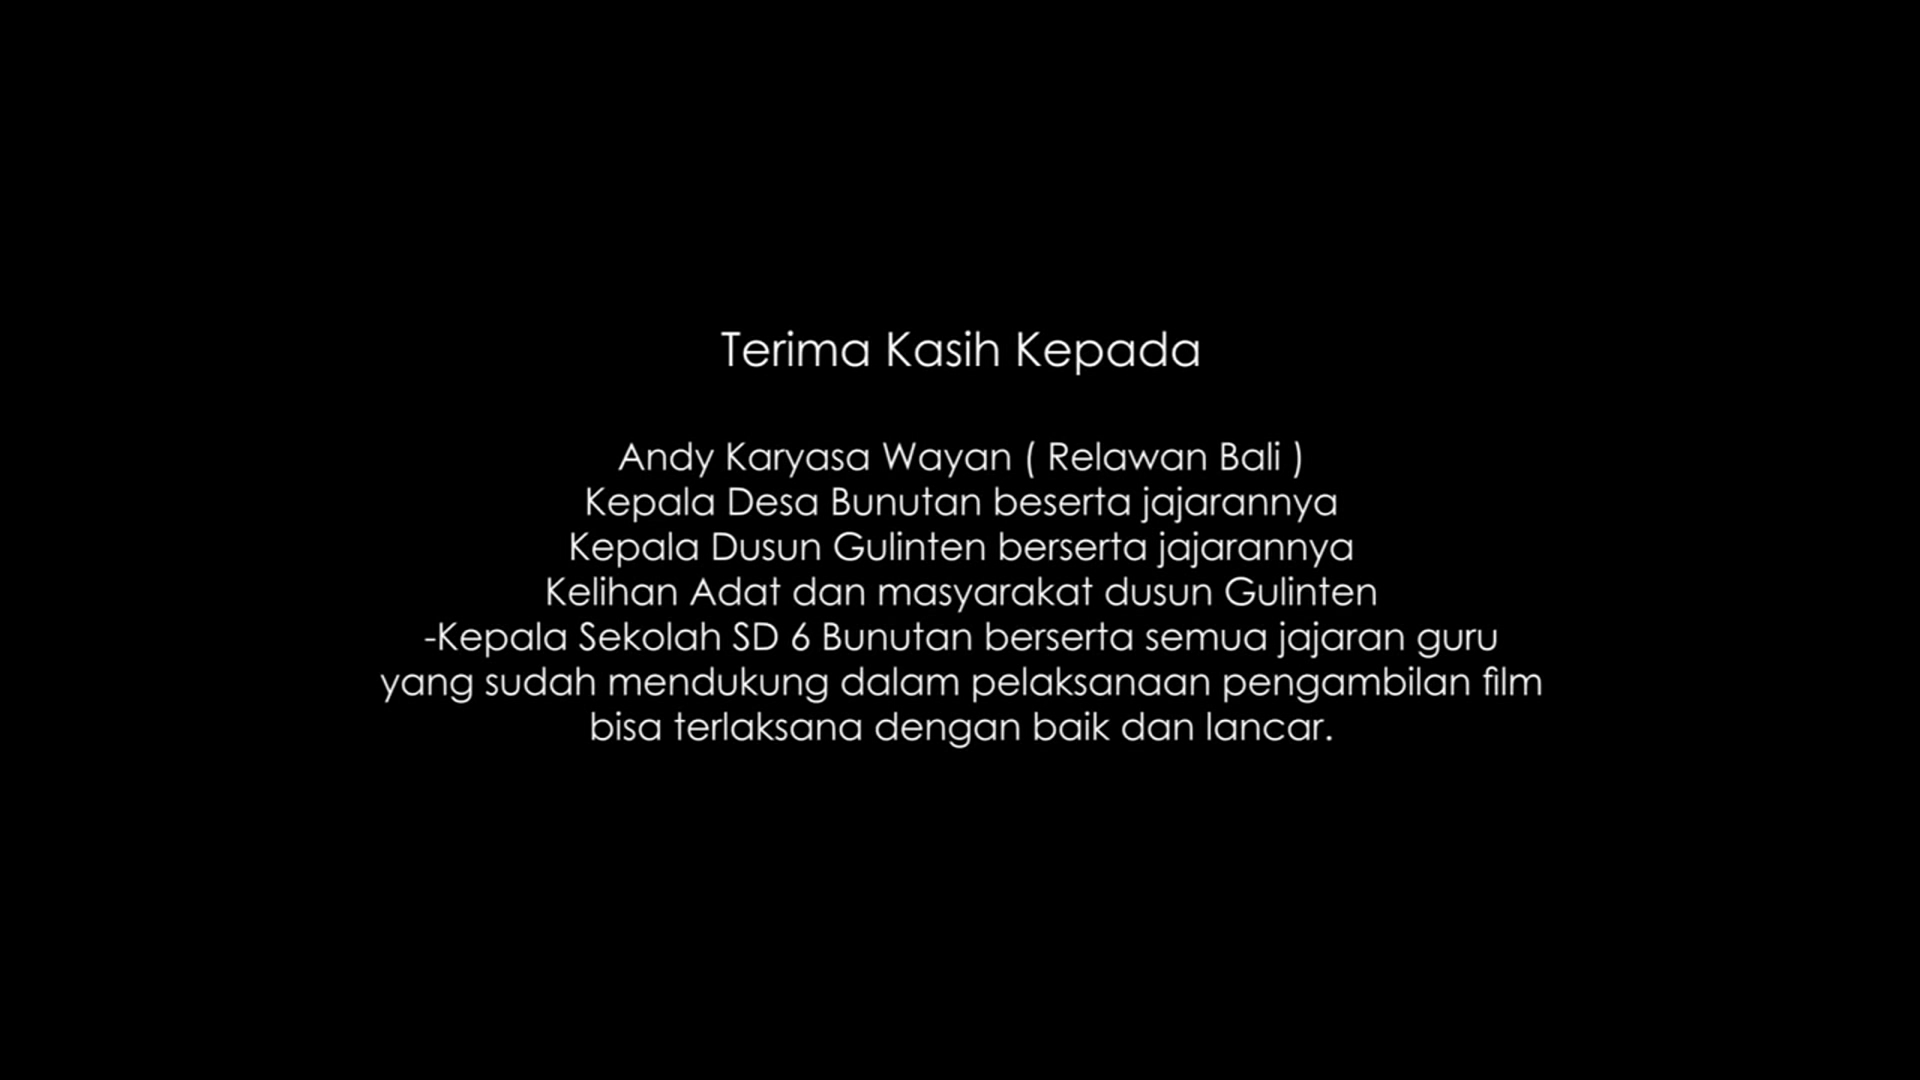 Terima Kasih Kepada
Andy Karyasa Wayan ( Relawan Bali )
Kepala Desa Bunutan beserta jajarannya
Kepala Dusun Gulinten berserta jajarannya
Kelihan Adat dan masyarakat dusun Gulinten
-Kepala Sekolah SD 6 Bunutan berserta semua jajaran guru
yang sudah mendukung dalam pelaksanaan pengambilan film
bisa terlaksana dengan baik dan lancar.